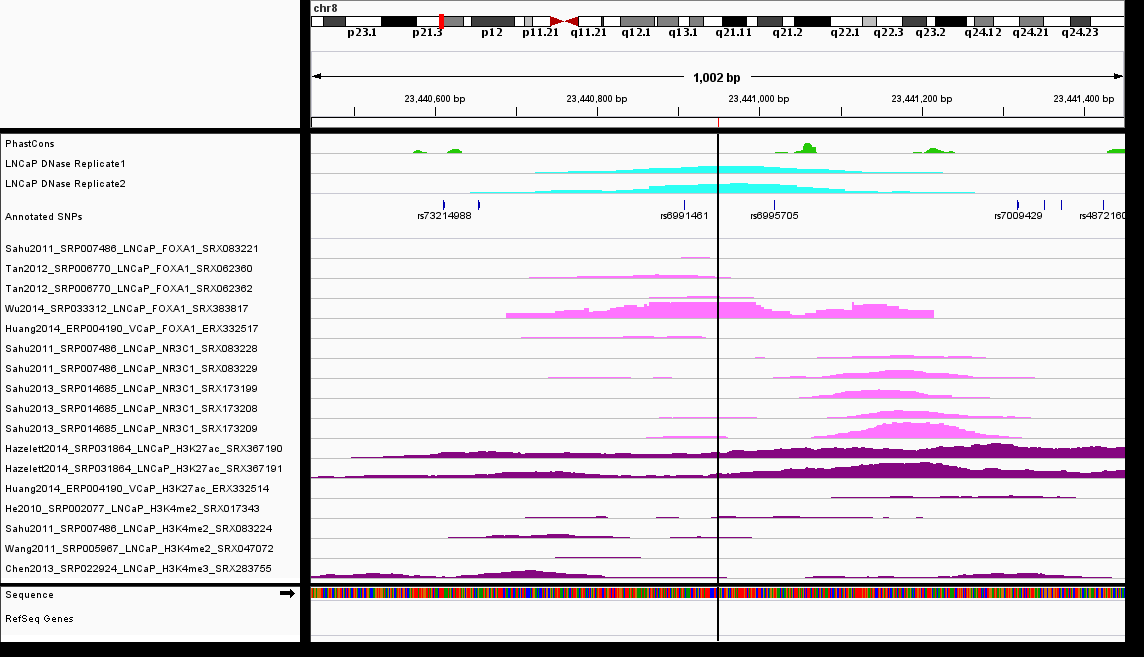 chr8
p23.1 p21.3 p12 p11.21 q11.21 q12.1 q13.1 q21.11 q21.2 q22.1 q22.3 q23.2 q24.12 q24.21 q24.23
1,002 bp
23,440,600 bp 23,440,800 bp 23,441,000 bp 23,441,200 bp 23,441,400 bp
PhastCons
LNCaP DNase Replicate1
LNCaP DNase Replicate2
Annotated SNPs
rs73214988 rs6991461 rs6995705 rs7009429 rs4872160
Sahu2011_SRP007486_LNCaP_FOXA1_SRX083221
Tan2012_SRP006770_LNCaP_FOXA1_SRX062360
Tan2012_SRP006770_LNCaP_FOXA1_SRX062362
Wu2014_SRP033312_LNCaP_FOXA1_SRX383817
Huang2014_ERP004190_VCaP_FOXA1_ERX332517
Sahu2011_SRP007486_LNCaP_NR3C1_SRX083228
Sahu2011_SRP007486_LNCaP_NR3C1_SRX083229
Sahu2013_SRP014685_LNCaP_NR3C1_SRX173199
Sahu2013_SRP014685_LNCaP_NR3C1_SRX173208
Sahu2013_SRP014685_LNCaP_NR3C1_SRX173209
Hazelett2014_SRP031864_LNCaP_H3K27ac_SRX367190
Hazelett2014_SRP031864_LNCaP_H3K27ac_SRX367191
Huang2014_ERP004190_VCaP_H3K27ac_ERX332514
He2010_SRP002077_LNCaP_H3K4me2_SRX017343
Sahu2011_SRP007486_LNCaP_H3K4me2_SRX083224
Wang2011_SRP005967_LNCaP_H3K4me2_SRX047072
Chen2013_SRP022924_LNCaP_H3K4me3_SRX283755
Sequence
RefSeq Genes